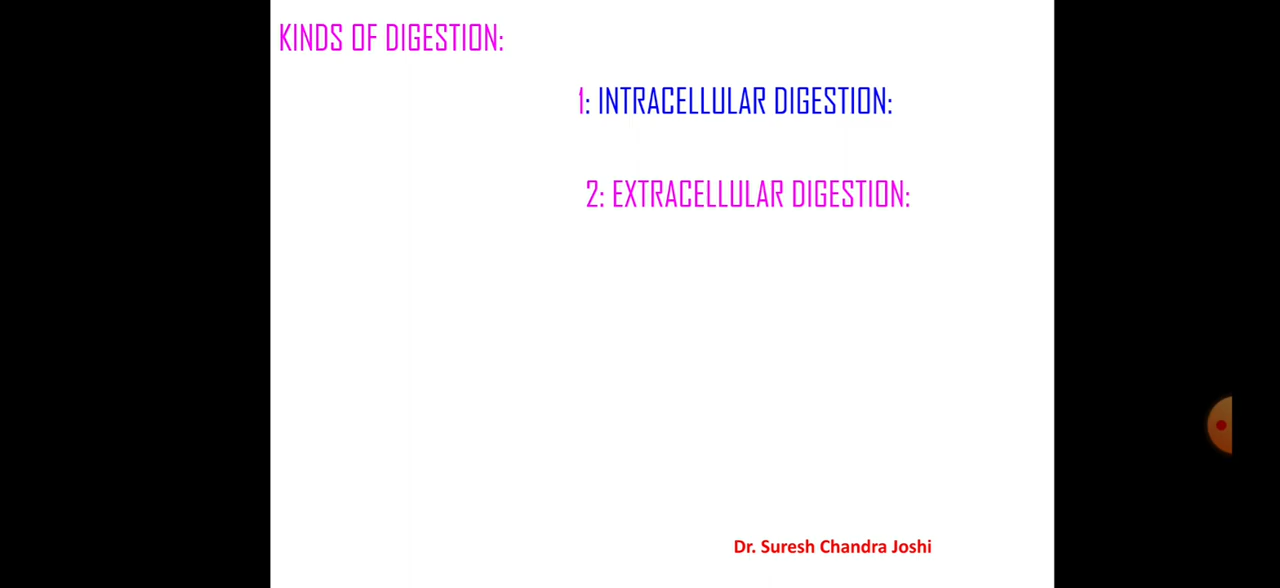 KINDS OF DIGESTION:
1: INTRACELLULAR DIGESTION:
2: EXTRACELLULAR DIGESTION:
Dr. Suresh Chandra Joshi